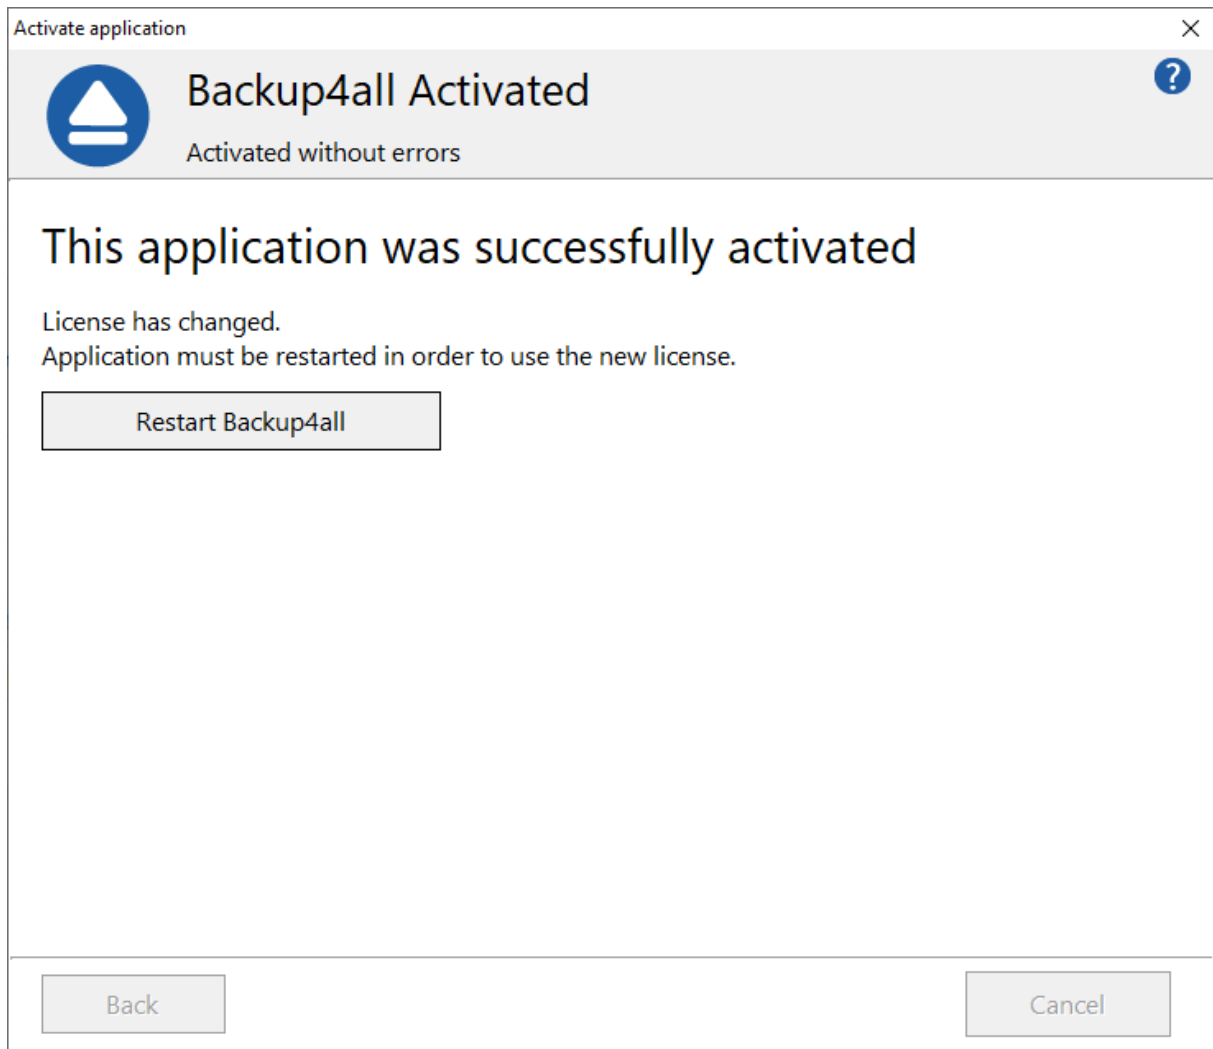 Activate application
Backup4all Activated
?
Activated without errors
This application was successfully activated
License has changed.
Application must be restarted in order to use the new license.
Restart Backup4all
Back
Cancel